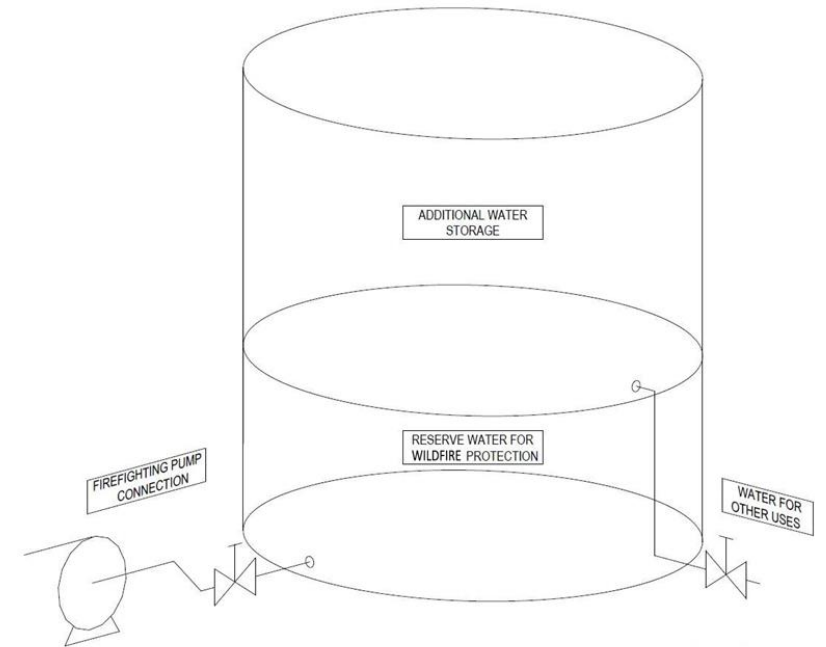 ADDITIONAL WATER
STORAGE
RESERVE WATER FOR
WILDFIRE PROTECTION
FIREFIGHTING PUMP
CONNECTION
WATER FOR
OTHER USES